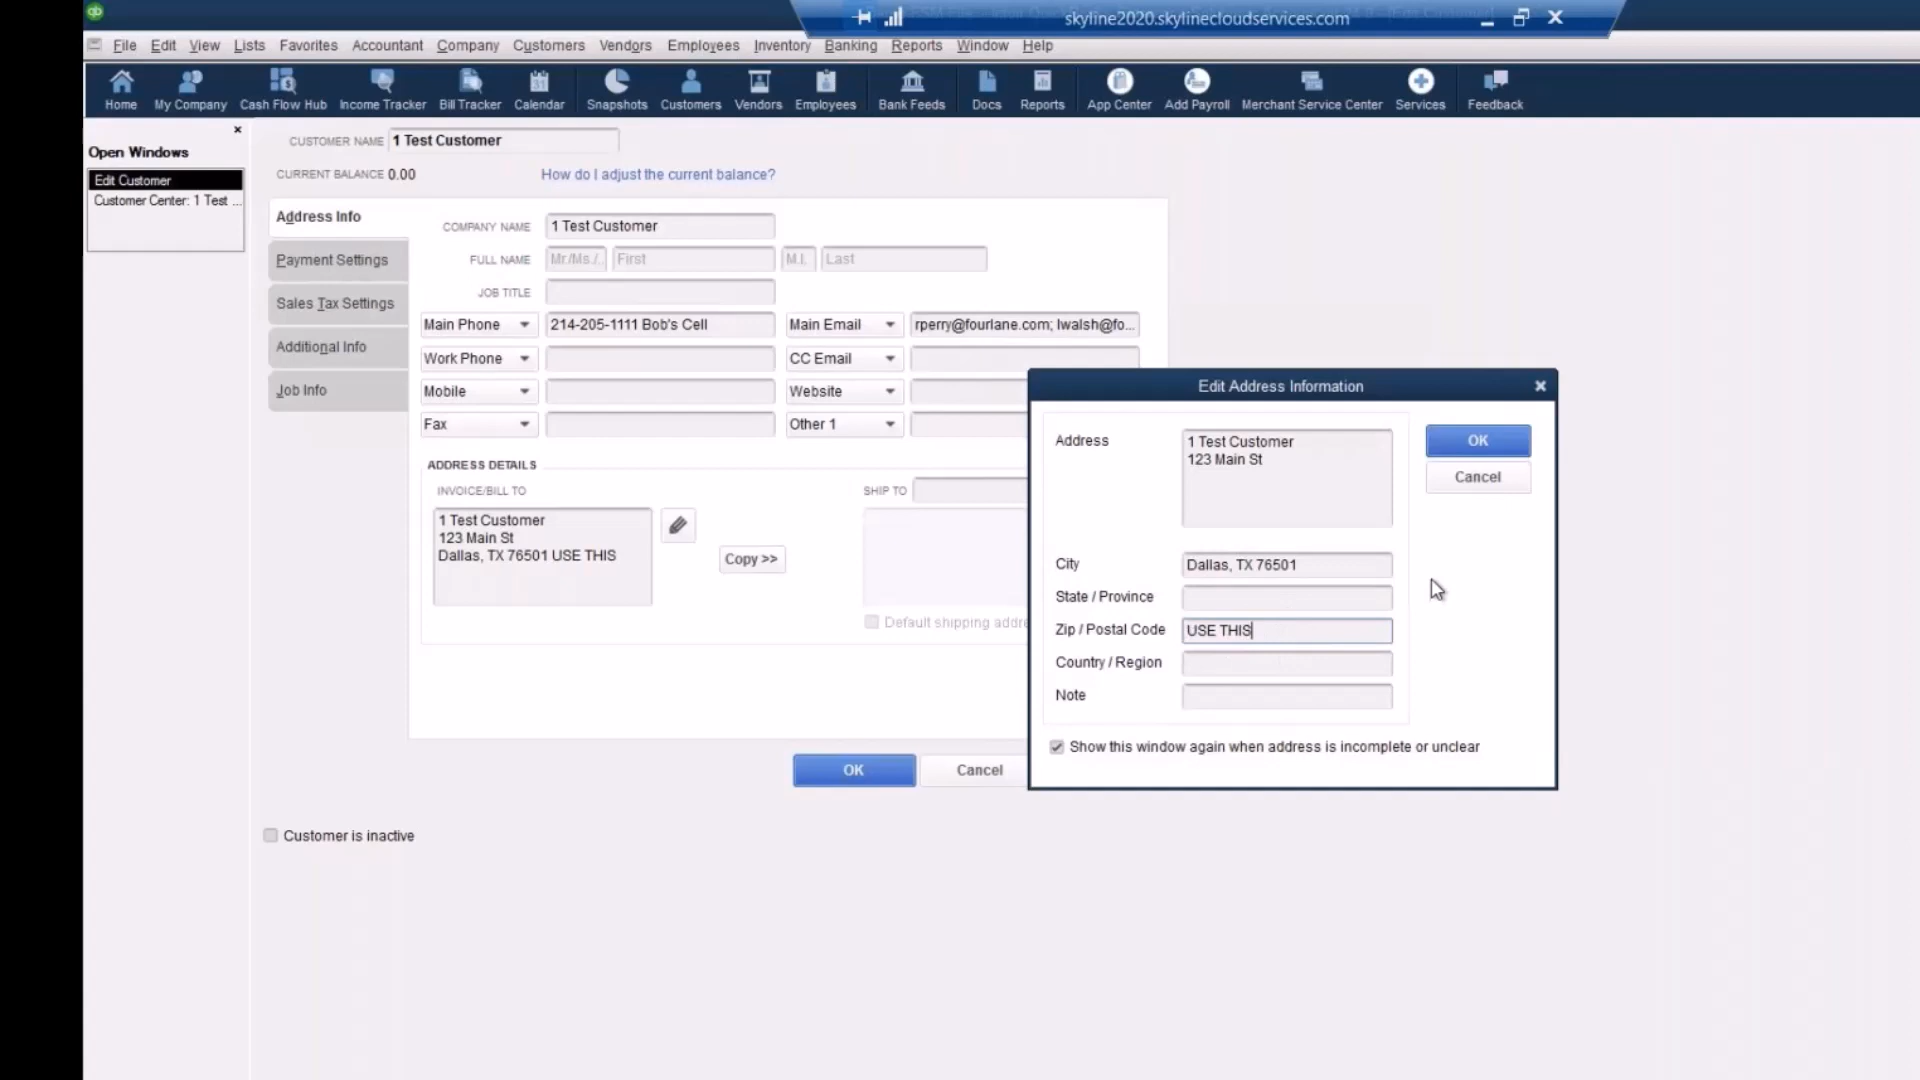 skyline2020.skylinecloudservices.com
File Edit View Lists Favorites Accountant Company Customers Vendors Employees Inventory Banking Reports Window Help
Home My Company Cash Flow Hub Income Tracker Bill Tracker Calendar Snapshots Customers Vendors Employees Bank Feeds Docs Reports App Center Add Payroll Merchant Service Center Services Feedback
Open Windows
Edit Customer
Customer Center: 1 Test ...
CUSTOMER NAME 1 Test Customer
CURRENT BALANCE 0.00 How do I adjust the current balance?
Address Info
Payment Settings
Sales Tax Settings
Additional Info
Job Info
COMPANY NAME 1 Test Customer
FULL NAME Mr./Ms./.. First M.I. Last
JOB TITLE
Main Phone 214-205-1111 Bob's Cell Main Email rperry@fourlane.com; lwalsh@fo...
Work Phone CC Email
Mobile Website
Fax Other 1
ADDRESS DETAILS
INVOICE/BILL TO
1 Test Customer
123 Main St
Dallas, TX 76501 USE THIS
Copy >>
SHIP TO
Default shipping addre
OK Cancel
Customer is inactive
Edit Address Information
Address
1 Test Customer
123 Main St
OK
Cancel
City Dallas, TX 76501
State / Province
Zip / Postal Code USE THIS
Country / Region
Note
Show this window again when address is incomplete or unclear